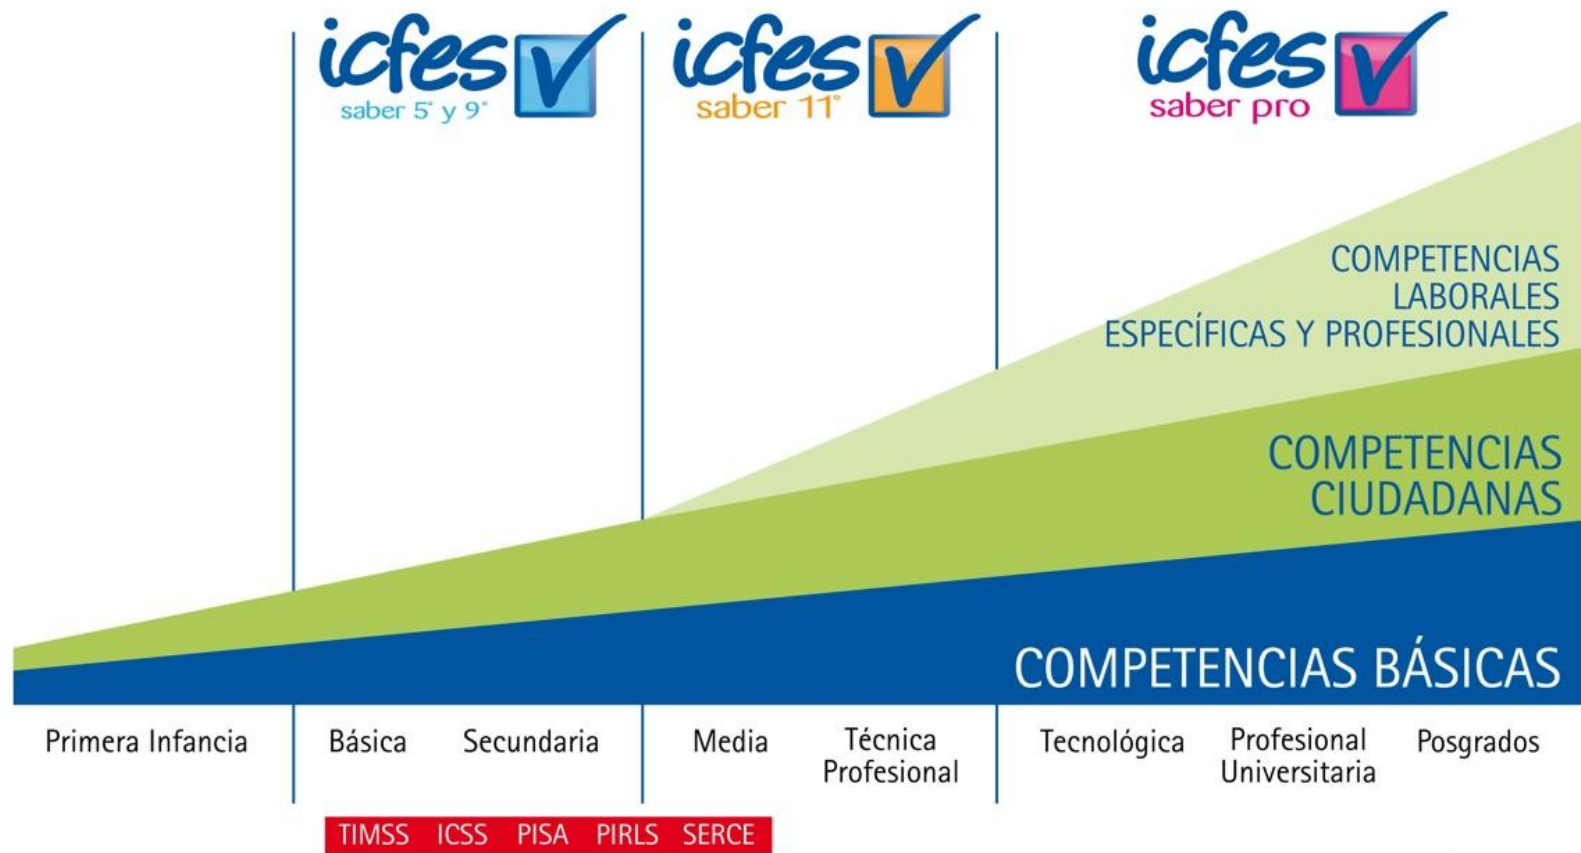 icfes
saber 5° y 9°
icfes
saber 11°
icfes
saber pro
COMPETENCIAS
LABORALES
ESPECÍFICAS Y PROFESIONALES
COMPETENCIAS
CIUDADANAS
COMPETENCIAS BÁSICAS
Primera Infancia
Básica
Secundaria
Media
Técnica
Profesional
Tecnológica
Profesional
Universitaria
Posgrados
TIMSS ICSS PISA PIRLS SERCE